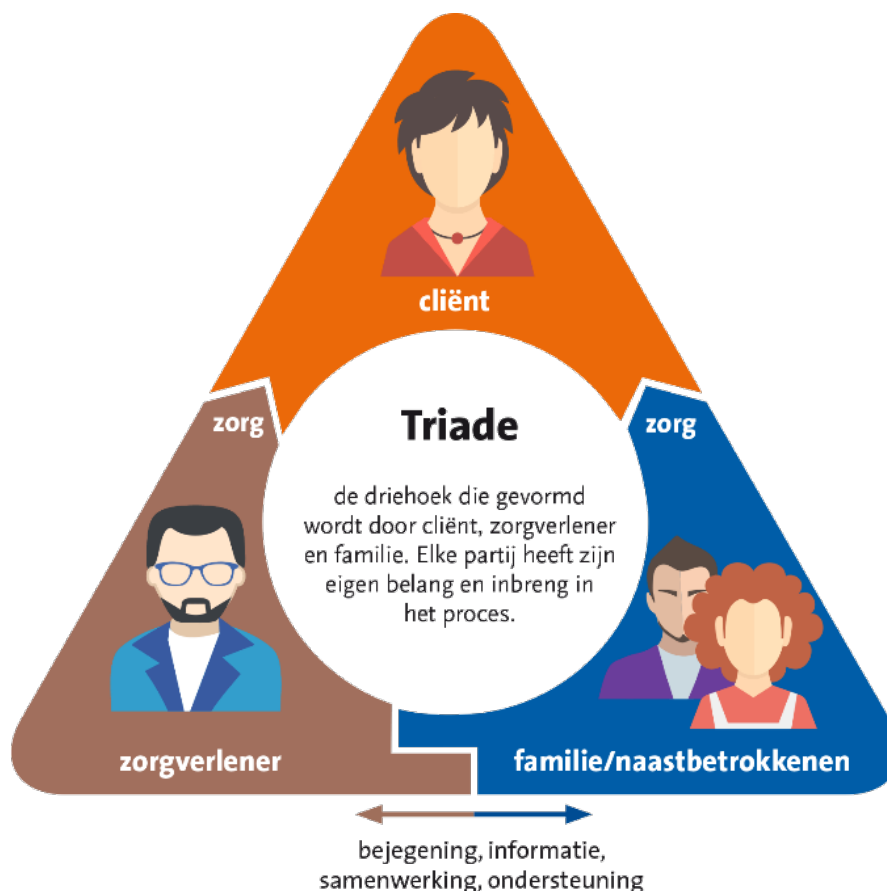 cliënt
zorg
zorg
Triade
de driehoek die gevormd
wordt door cliënt, zorgverlener
en familie. Elke partij heeft zijn
eigen belang en inbreng in
het proces.
zorgverlener
familie/naastbetrokkenen
bejegening, informatie,
samenwerking, ondersteuning